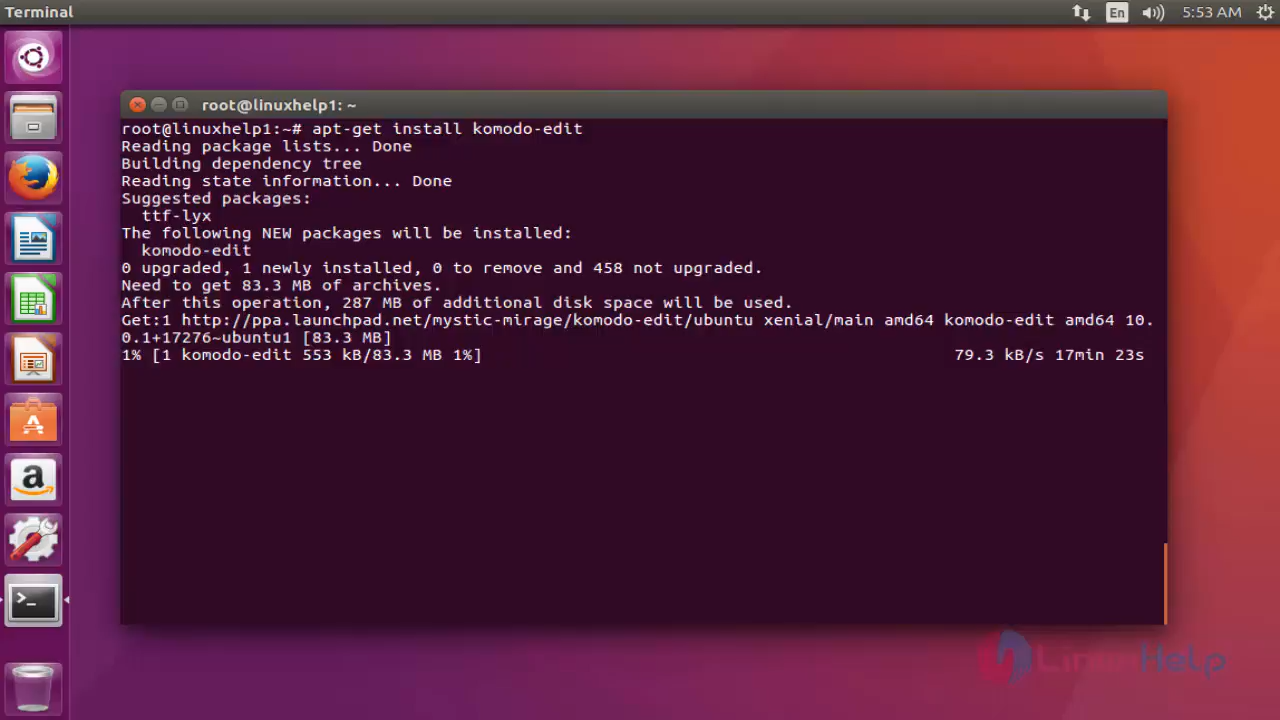 Terminal
En
5:53 AM
root@linuxhelp1: ~
root@linuxhelp1:~# apt-get install komodo-edit
Reading package lists... Done
Building dependency tree
Reading state information... Done
Suggested packages:
  ttf-lyx
The following NEW packages will be installed:
  komodo-edit
0 upgraded, 1 newly installed, 0 to remove and 458 not upgraded.
Need to get 83.3 MB of archives.
After this operation, 287 MB of additional disk space will be used.
Get:1 http://ppa.launchpad.net/mystic-mirage/komodo-edit/ubuntu xenial/main amd64 komodo-edit amd64 10.
0.1+17276~ubuntu1 [83.3 MB]
1% [1 komodo-edit 553 kB/83.3 MB 1%] 79.3 kB/s 17min 23s
LinuxHelp